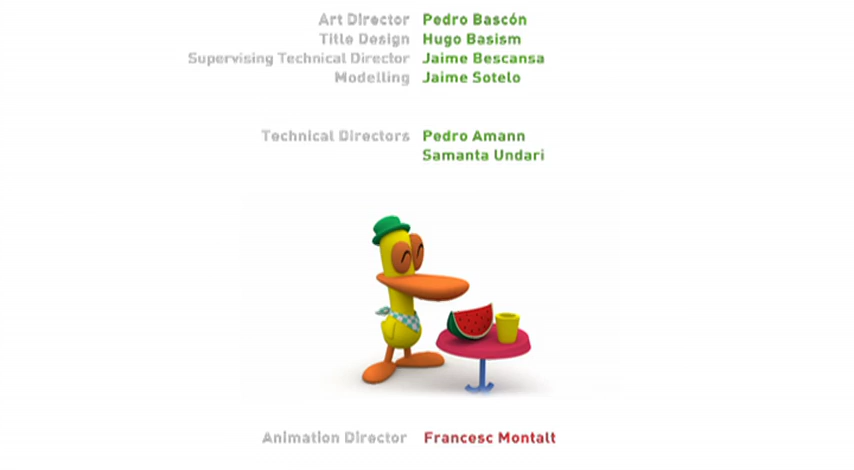 Art Director Pedro Bascón
Title Design Hugo Basism
Supervising Technical Director Jaime Bescansa
Modelling Jaime Sotelo
Technical Directors Pedro Amann
Samanta Undari
Animation Director Francesc Montalt